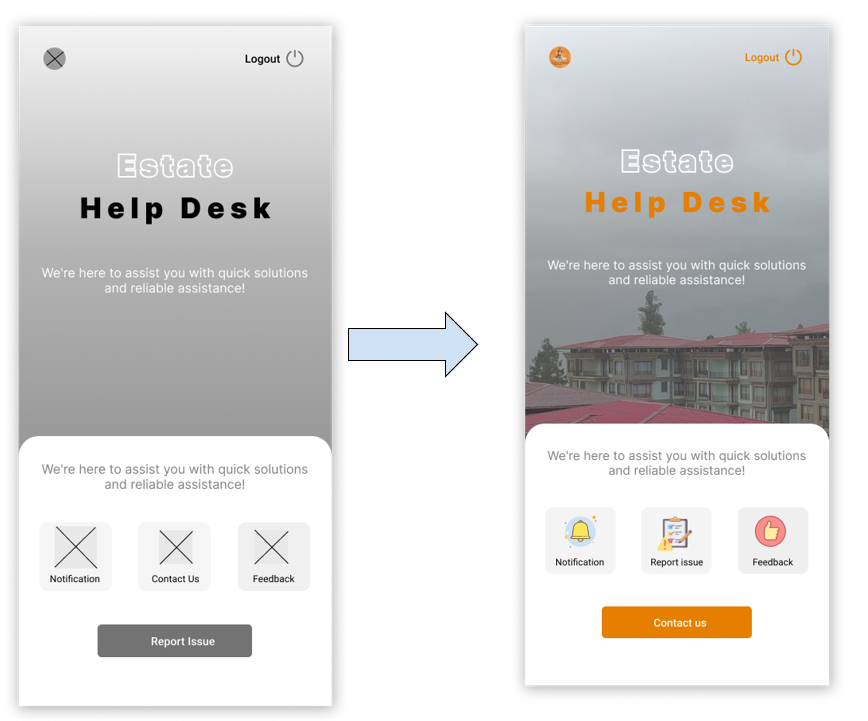 Logout
Estate
Help Desk
We're here to assist you with quick solutions
and reliable assistance!
We're here to assist you with quick solutions
and reliable assistance!
Notification
Contact Us
Feedback
Report Issue
Logout
Estate
Help Desk
We're here to assist you with quick solutions
and reliable assistance!
We're here to assist you with quick solutions
and reliable assistance!
Notification
Report issue
Feedback
Contact us